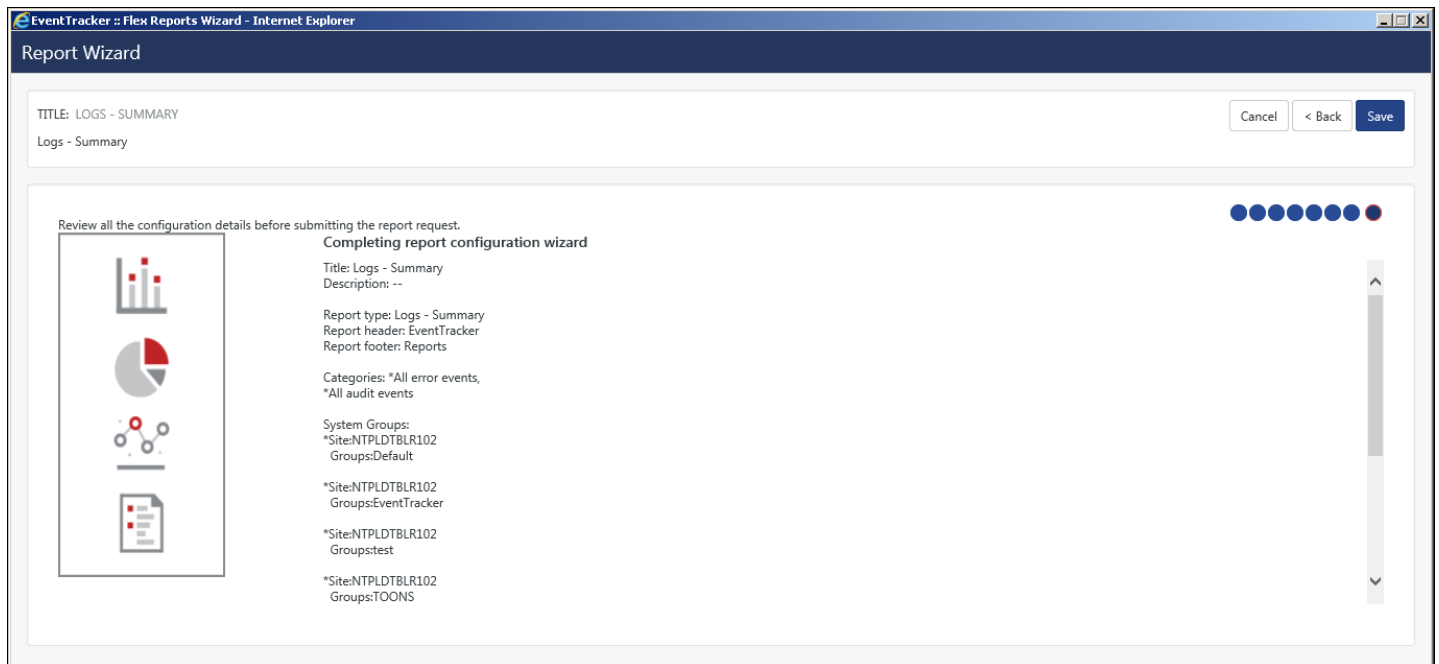 EventTracker :: Flex Reports Wizard - Internet Explorer
Report Wizard
TITLE: LOGS - SUMMARY
Cancel
< Back
Save
Logs - Summary
Review all the configuration details before submitting the report request.
Completing report configuration wizard
Title: Logs - Summary
Description: --
Report type: Logs - Summary
Report header: EventTracker
Report footer: Reports
Categories: *All error events,
*All audit events
System Groups:
*Site:NTPLDTBLR102
Groups:Default
*Site:NTPLDTBLR102
Groups:EventTracker
*Site:NTPLDTBLR102
Groups:test
*Site:NTPLDTBLR102
Groups:TOONS